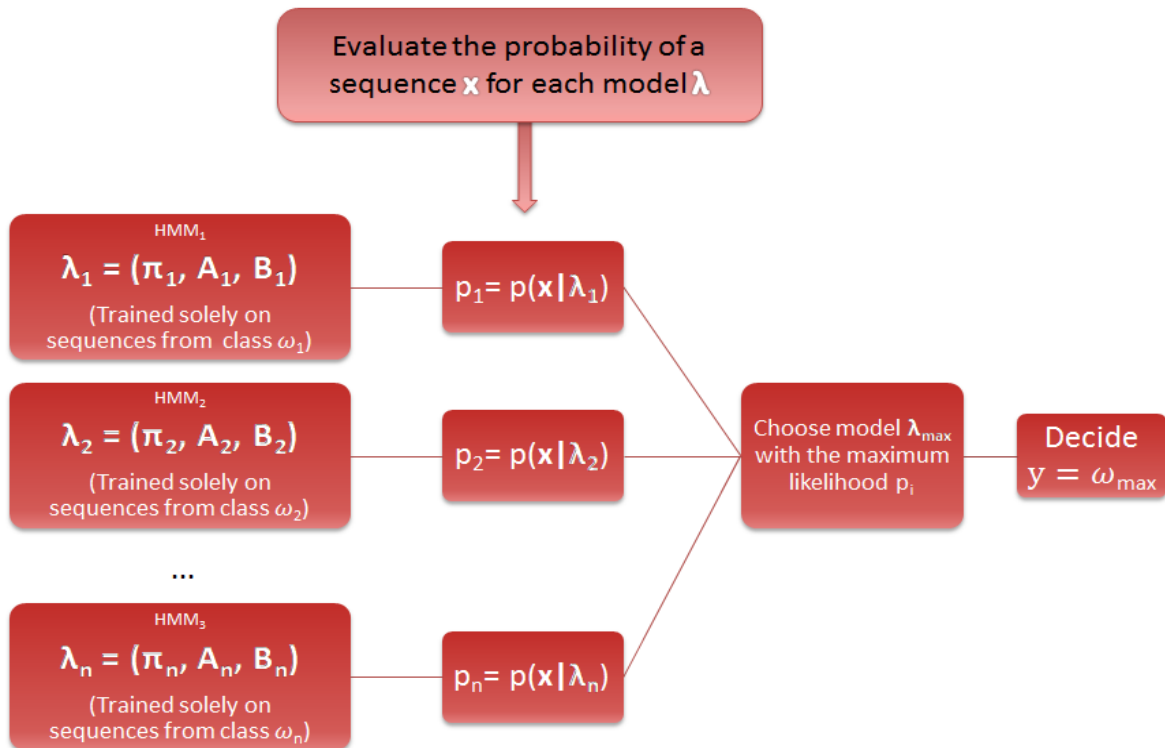 Evaluate the probability of a
sequence x for each model λ
HMM₁
λ₁ = (π₁, A₁, B₁)
(Trained solely on
sequences from class ω₁)
p₁= p(x|λ₁)
HMM₂
λ₂ = (π₂, A₂, B₂)
(Trained solely on
sequences from class ω₂)
p₂= p(x|λ₂)
Choose model λmax
with the maximum
likelihood pᵢ
Decide
y = ωmax
...
HMM₃
λₙ = (πₙ, Aₙ, Bₙ)
(Trained solely on
sequences from class ωₙ)
pₙ= p(x|λₙ)